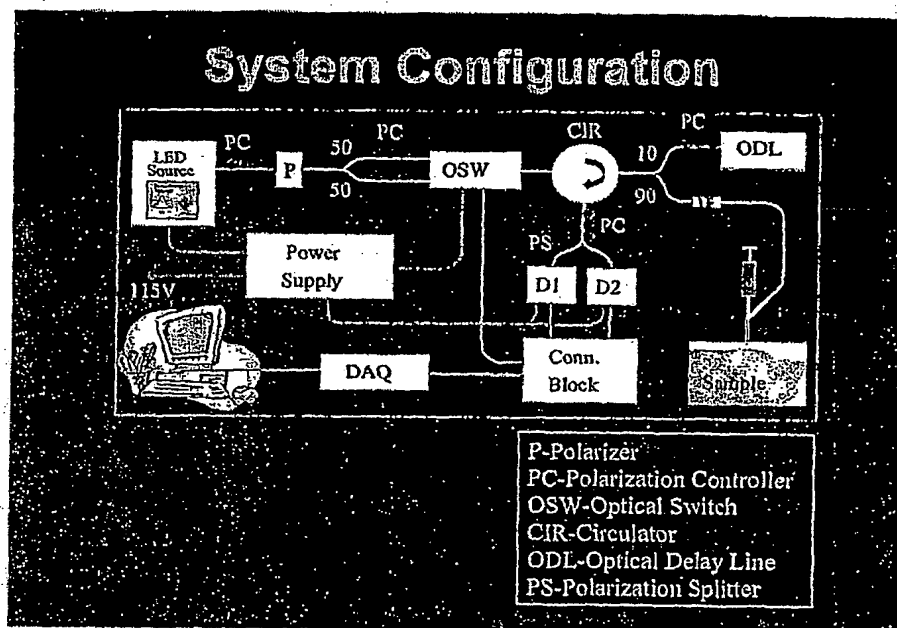 System Configuration
PC 50 PC CIR PC
LED Source
P
OSW
10
ODL
50
90
PS PC
Power Supply
D1 D2
115V
DAQ
Conn. Block
Sample
P-Polarizer
PC-Polarization Controller
OSW-Optical Switch
CIR-Circulator
ODL-Optical Delay Line
PS-Polarization Splitter